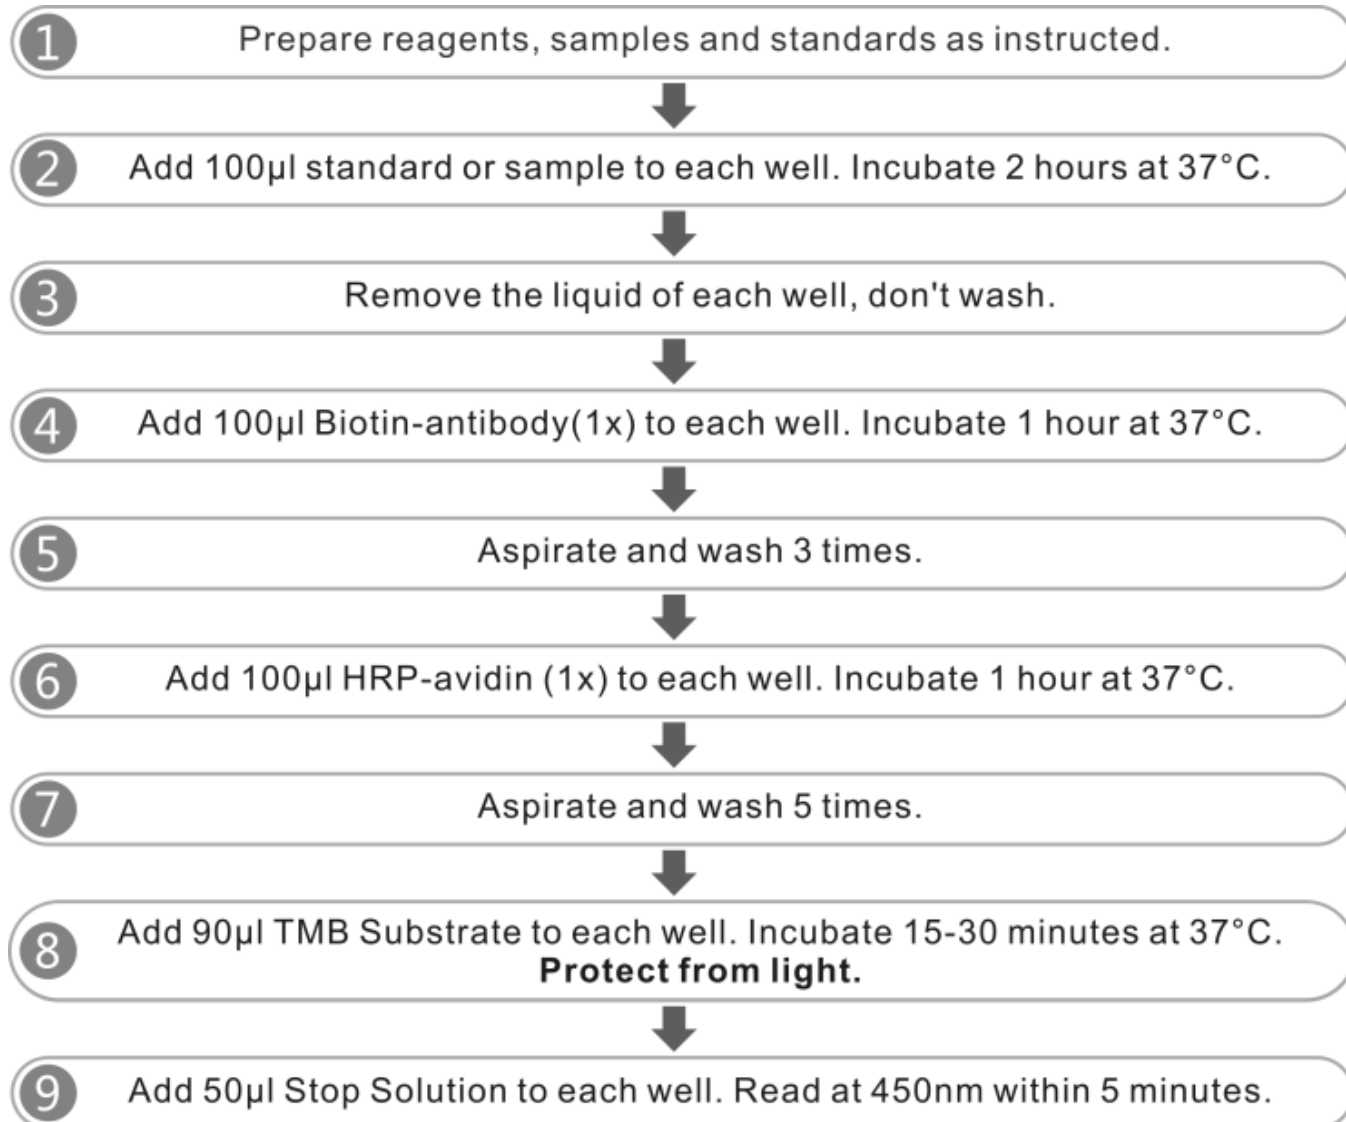 1 Prepare reagents, samples and standards as instructed.
2 Add 100µl standard or sample to each well. Incubate 2 hours at 37°C.
3 Remove the liquid of each well, don't wash.
4 Add 100µl Biotin-antibody(1x) to each well. Incubate 1 hour at 37°C.
5 Aspirate and wash 3 times.
6 Add 100µl HRP-avidin (1x) to each well. Incubate 1 hour at 37°C.
7 Aspirate and wash 5 times.
8 Add 90µl TMB Substrate to each well. Incubate 15-30 minutes at 37°C.
Protect from light.
9 Add 50µl Stop Solution to each well. Read at 450nm within 5 minutes.